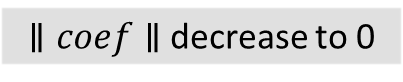 ‖ coef ‖ decrease to 0